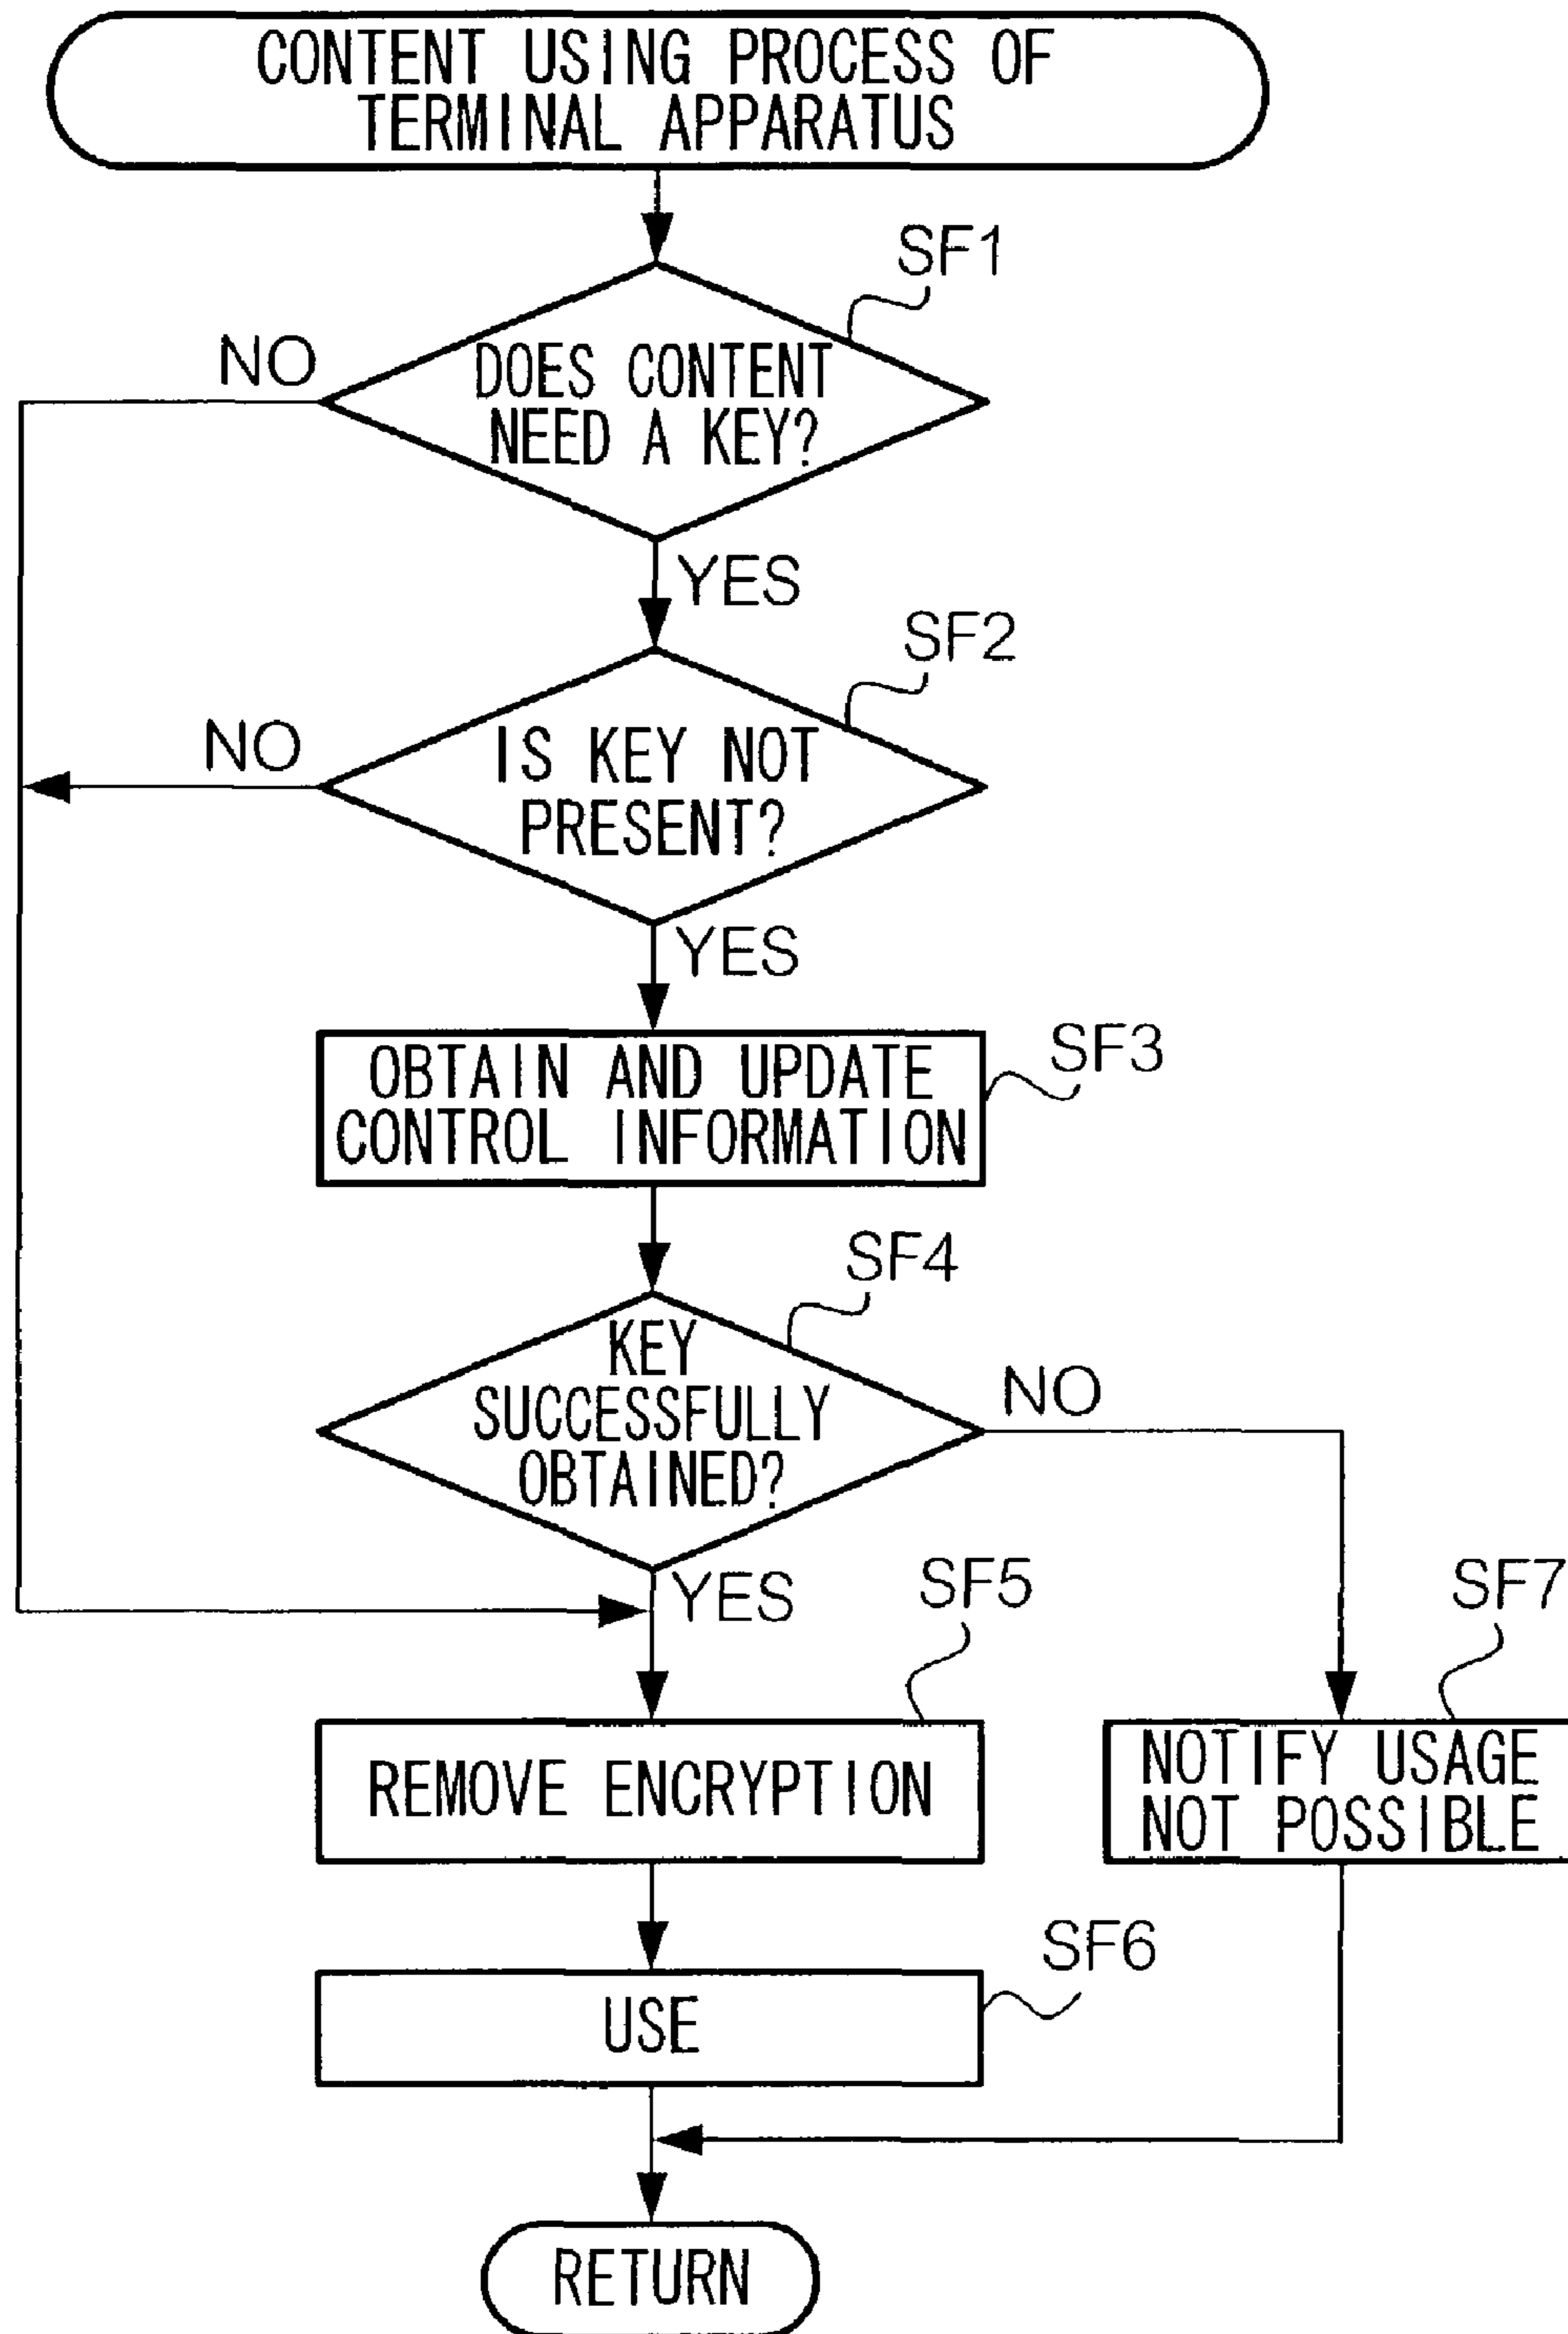 CONTENT USING PROCESS OF
TERMINAL APPARATUS
SF1
NO
DOES CONTENT
NEED A KEY?
YES
SF2
NO
IS KEY NOT
PRESENT?
YES
SF3
OBTAIN AND UPDATE
CONTROL INFORMATION
SF4
KEY
SUCCESSFULLY
OBTAINED?
NO
YES
SF5
SF7
REMOVE ENCRYPTION
NOTIFY USAGE
NOT POSSIBLE
SF6
USE
RETURN